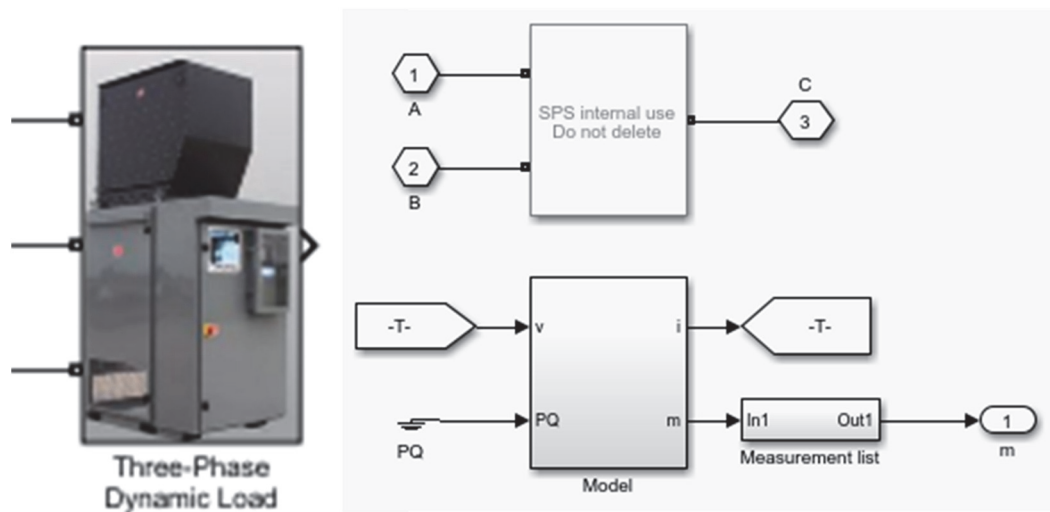 Three-Phase
Dynamic Load
1
A
2
B
SPS internal use
Do not delete
C
3
-T-
v
i
-T-
PQ
PQ
m
Model
In1
Out1
Measurement list
1
m